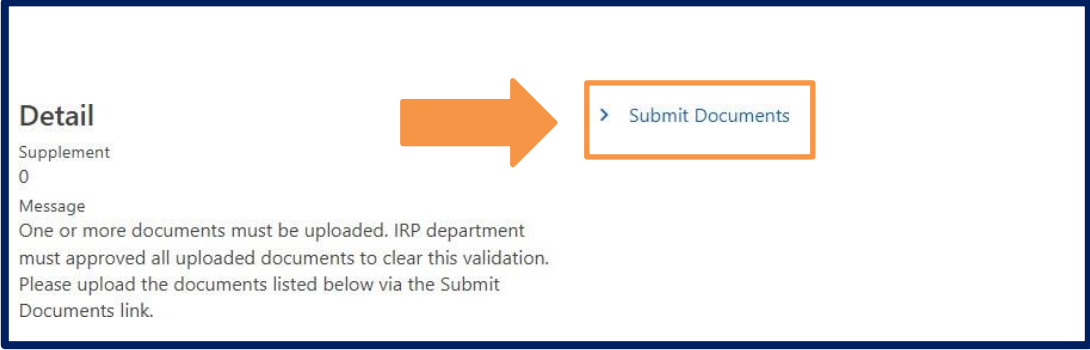 Detail
Supplement
0
Message
One or more documents must be uploaded. IRP department
must approved all uploaded documents to clear this validation.
Please upload the documents listed below via the Submit
Documents link.
> Submit Documents